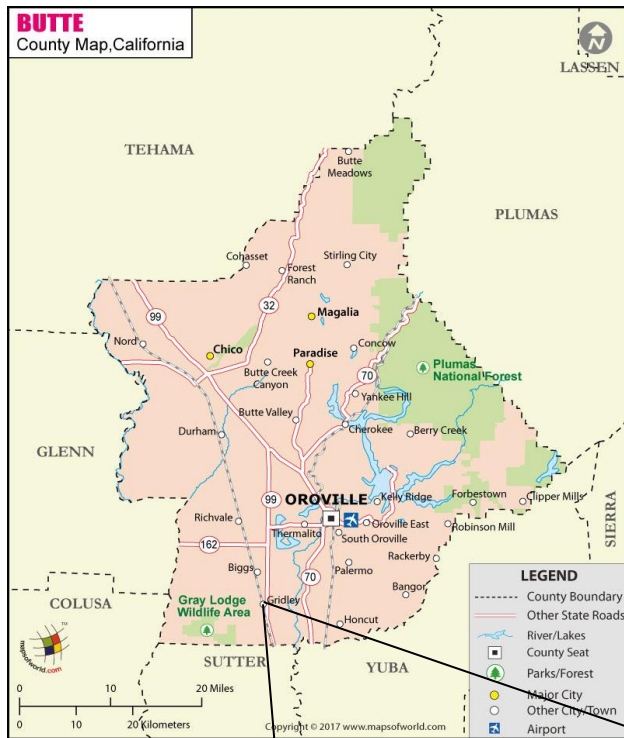 BUTTE
County Map,California
N
LASSEN
TEHAMA
PLUMAS
Butte
Meadows
Cohasset
Stirling City
Forest
Ranch
99
32
Magalia
Nord
Chico
Paradise
Concow
Butte Creek
Canyon
70
Plumas
National Forest
Yankee Hill
Butte Valley
Cherokee
Berry Creek
Durham
GLENN
99
OROVILLE
Kelly Ridge
Forbestown
Clipper Mills
SIERRA
Richvale
Thermalito
Oroville East
Robinson Mill
South Oroville
162
Rackerby
Biggs
70
Palermo
Bangor
COLUSA
Gray Lodge
Wildlife Area
Gridley
Honcut
SUTTER
YUBA
LEGEND
County Boundary
Other State Roads
River/Lakes
County Seat
Parks/Forest
Major City
Other City/Town
Airport
TM
mapsofworld.com
0 10 20 Miles
0 10 20 Kilometers
Copyright © 2017 www.mapsofworld.com